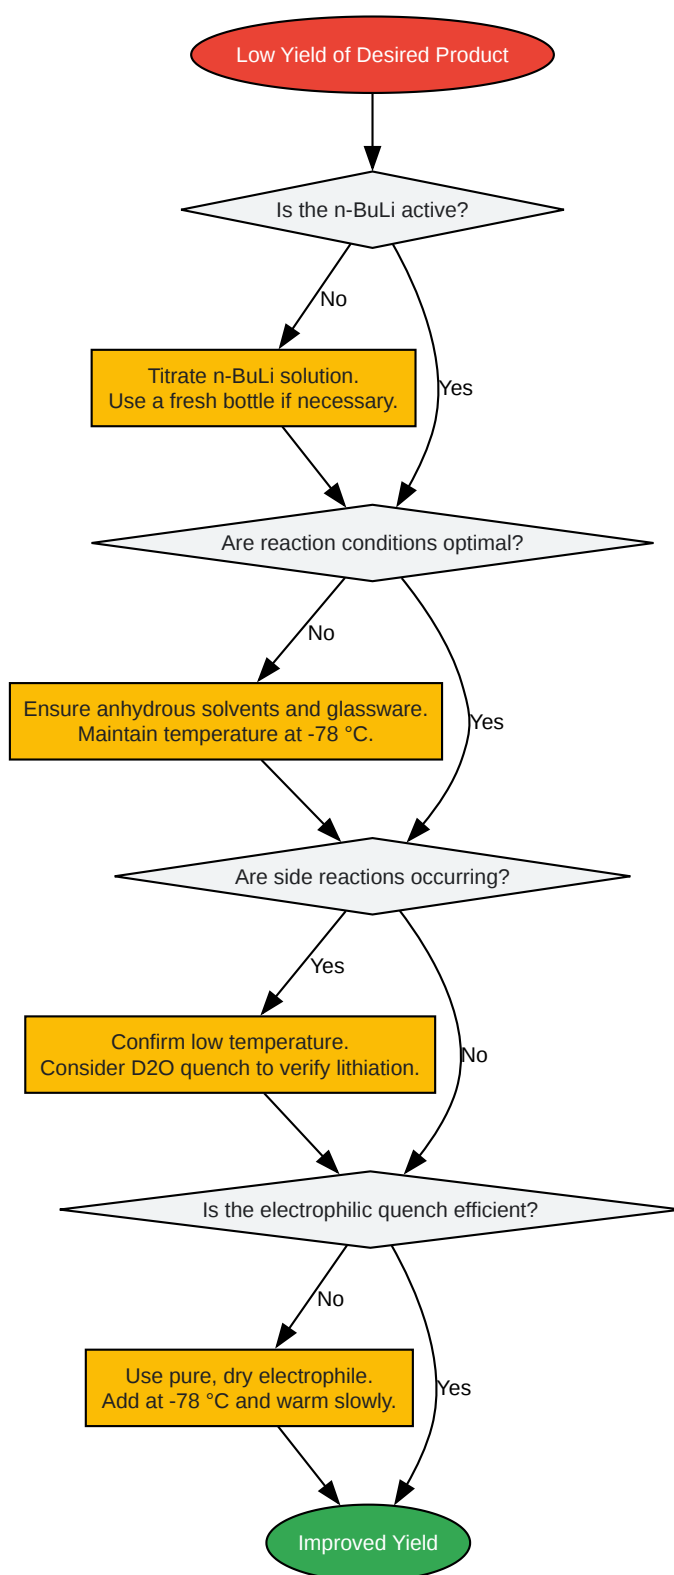 Low Yield of Desired Product
Is the n-BuLi active?
No
Titrate n-BuLi solution.
Use a fresh bottle if necessary.
Yes
Are reaction conditions optimal?
No
Ensure anhydrous solvents and glassware.
Maintain temperature at -78 °C.
Yes
Are side reactions occurring?
Yes
Confirm low temperature.
Consider D2O quench to verify lithiation.
No
Is the electrophilic quench efficient?
No
Use pure, dry electrophile.
Add at -78 °C and warm slowly.
Yes
Improved Yield